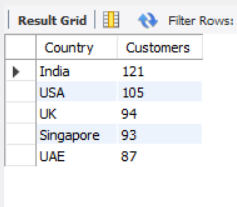 Result Grid Filter Rows:
Country Customers
India 121
USA 105
UK 94
Singapore 93
UAE 87